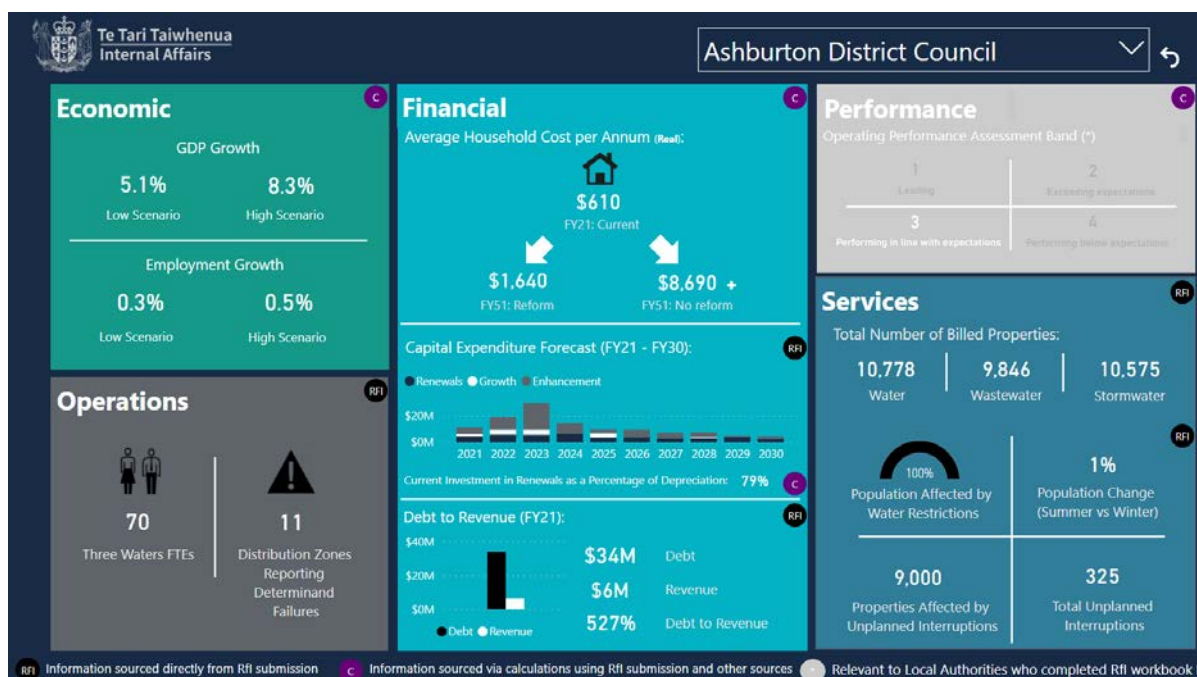 Te Tari Taiwhenua
Internal Affairs
Ashburton District Council
Economic
C
GDP Growth
5.1%
8.3%
Low Scenario
High Scenario
Employment Growth
0.3%
0.5%
Low Scenario
High Scenario
Operations
RFI
70
11
Three Waters FTEs
Distribution Zones
Reporting
Determinand
Failures
Financial
C
Average Household Cost per Annum (Real):
$610
FY21: Current
$1,640
$8,690 +
FY51: Reform
FY51: No reform
Capital Expenditure Forecast (FY21 - FY30):
RFI
Renewals Growth Enhancement
$20M
$0M
2021 2022 2023 2024 2025 2026 2027 2028 2029 2030
Current Investment in Renewals as a Percentage of Depreciation: 79%
C
Debt to Revenue (FY21):
RFI
$40M
$20M
$0M
Debt Revenue
$34M Debt
$6M Revenue
527% Debt to Revenue
Performance
C
Operating Performance Assessment Band (*)
1
2
Leading
Exceeding expectations
3
4
Performing in line with expectations
Performing below expectations
Services
RFI
Total Number of Billed Properties:
10,778
9,846
10,575
Water
Wastewater
Stormwater
RFI
100%
1%
Population Affected by
Water Restrictions
Population Change
(Summer vs Winter)
9,000
325
Properties Affected by
Unplanned Interruptions
Total Unplanned
Interruptions
RFI Information sourced directly from RfI submission
C Information sourced via calculations using RfI submission and other sources
Relevant to Local Authorities who completed RfI workbook